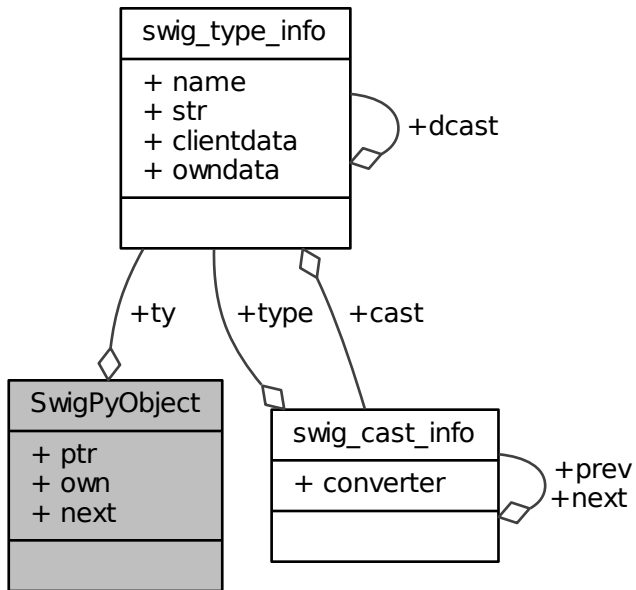 swig_type_info
+ name
+ str
+ clientdata
+ owndata
+dcast
+ty
+type
+cast
SwigPyObject
+ ptr
+ own
+ next
swig_cast_info
+ converter
+prev
+next